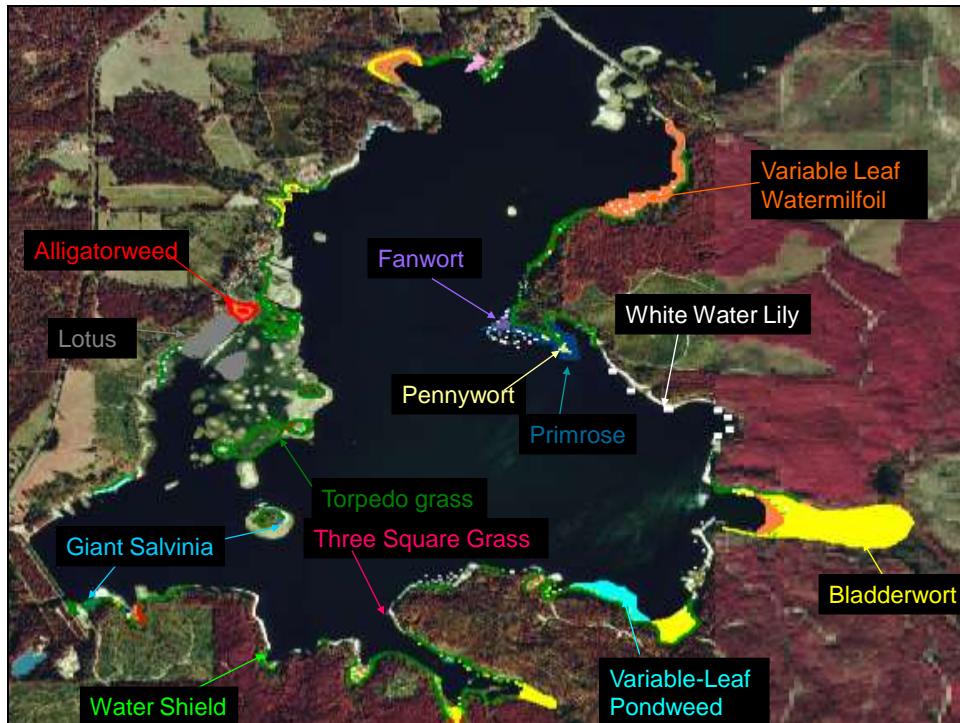 Variable Leaf
Watermilfoil
Alligatorweed
Fanwort
Lotus
White Water Lily
Pennywort
Primrose
Torpedo grass
Three Square Grass
Giant Salvinia
Bladderwort
Water Shield
Variable-Leaf
Pondweed